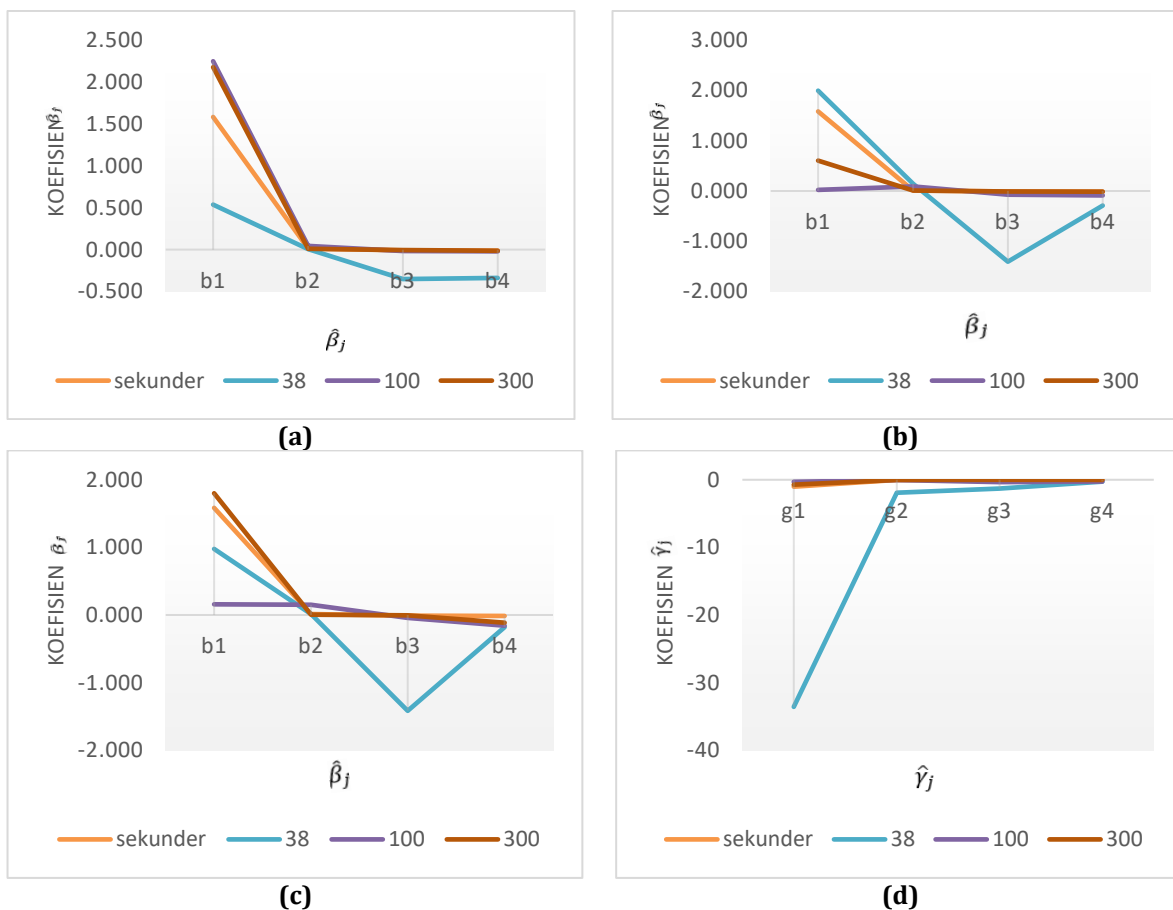 (a)
2.500
2.000
1.500
1.000
0.500
0.000
-0.500
KOEFISIEN β̂j
b1 b2 b3 b4
β̂j
sekunder 38 100 300
(b)
3.000
2.000
1.000
0.000
-1.000
-2.000
KOEFISIEN β̂j
b1 b2 b3 b4
β̂j
sekunder 38 100 300
(a)
(b)
2.000
1.000
0.000
-1.000
-2.000
KOEFISIEN β̂j
b1 b2 b3 b4
β̂j
sekunder 38 100 300
(c)
0
-10
-20
-30
-40
KOEFISIEN γ̂j
g1 g2 g3 g4
γ̂j
sekunder 38 100 300
(d)